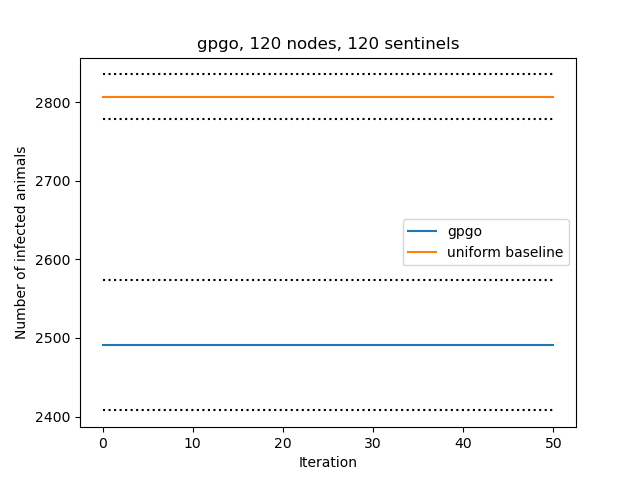 gpgo, 120 nodes, 120 sentinels
2800
2700
2600
2500
2400
Number of infected animals
gpgo
uniform baseline
0 10 20 30 40 50
Iteration